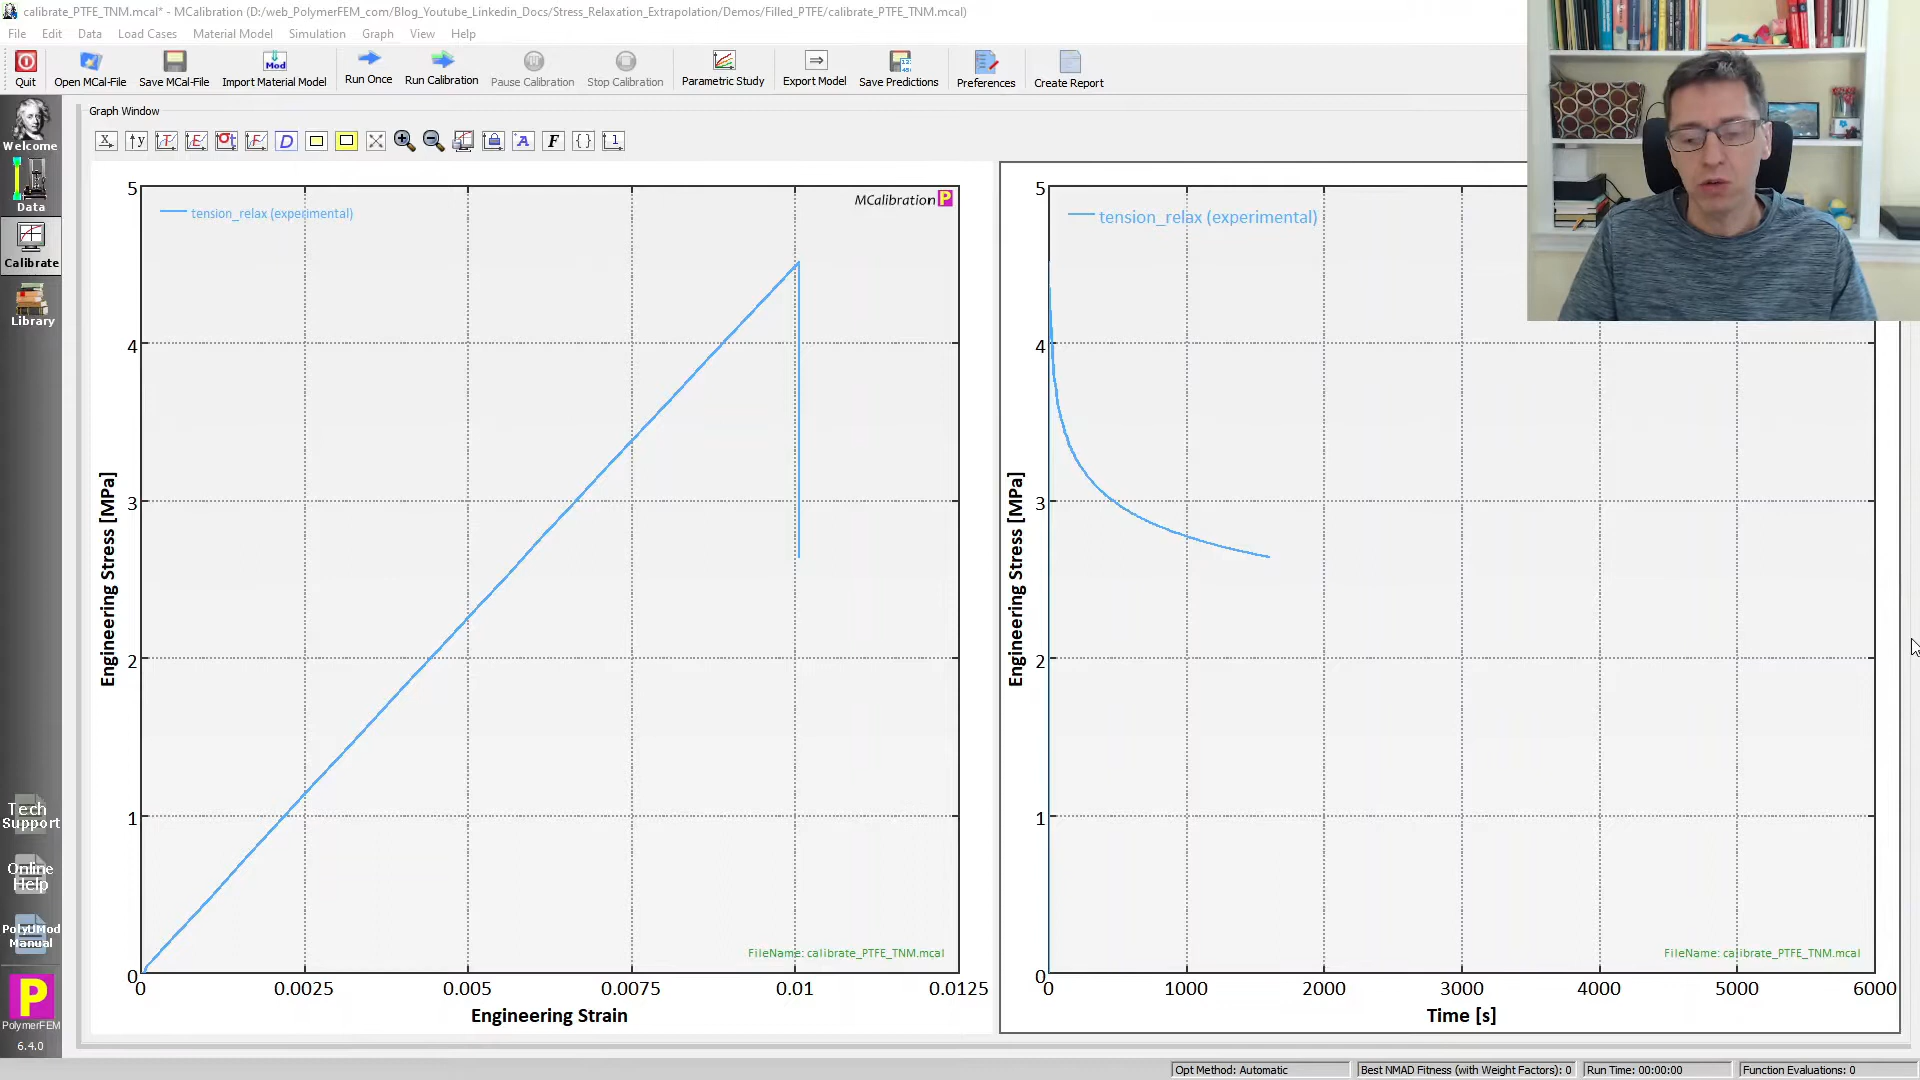 calibrate_PTFE_TNM.mcal* - MCalibration (D:/web_PolymerFEM_com/Blog_Youtube_Linkedin_Docs/Stress_Relaxation_Extrapolation/Demos/Filled_PTFE/calibrate_PTFE_TNM.mcal)
File Edit Data Load Cases Material Model Simulation Graph View Help
Quit Open MCal-File Save MCal-File Import Material Model Run Once Run Calibration Pause Calibration Stop Calibration Parametric Study Export Model Save Predictions Preferences Create Report
Mod
Welcome
Data
Calibrate
Library
Tech
Support
Online
Help
PolyUMod
Manual
P
PolymerFEM
6.4.0
Graph Window
tension_relax (experimental)
MCalibration P
5
4
3
2
1
0
Engineering Stress [MPa]
FileName: calibrate_PTFE_TNM.mcal
0 0.0025 0.005 0.0075 0.01 0.0125
Engineering Strain
tension_relax (experimental)
5
4
3
2
1
0
Engineering Stress [MPa]
FileName: calibrate_PTFE_TNM.mcal
0 1000 2000 3000 4000 5000 6000
Time [s]
Opt Method: Automatic Best NMAD Fitness (with Weight Factors): 0 Run Time: 00:00:00 Function Evaluations: 0